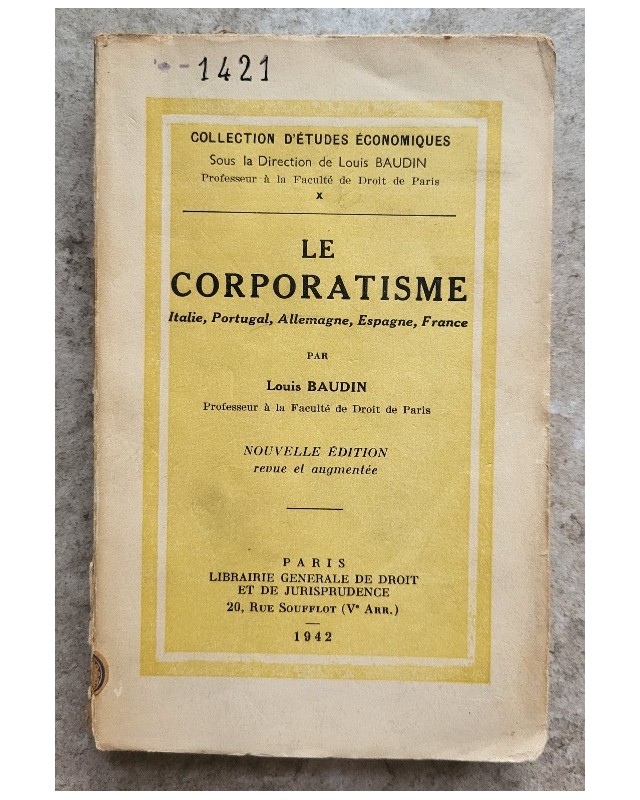 - 1421
COLLECTION D'ÉTUDES ÉCONOMIQUES
Sous la Direction de Louis BAUDIN
Professeur à la Faculté de Droit de Paris
X
LE
CORPORATISME
Italie, Portugal, Allemagne, Espagne, France
PAR
Louis BAUDIN
Professeur à la Faculté de Droit de Paris
NOUVELLE ÉDITION
revue et augmentée
PARIS
LIBRAIRIE GENERALE DE DROIT
ET DE JURISPRUDENCE
20, RUE SOUFFLOT (Ve ARR.)
1942